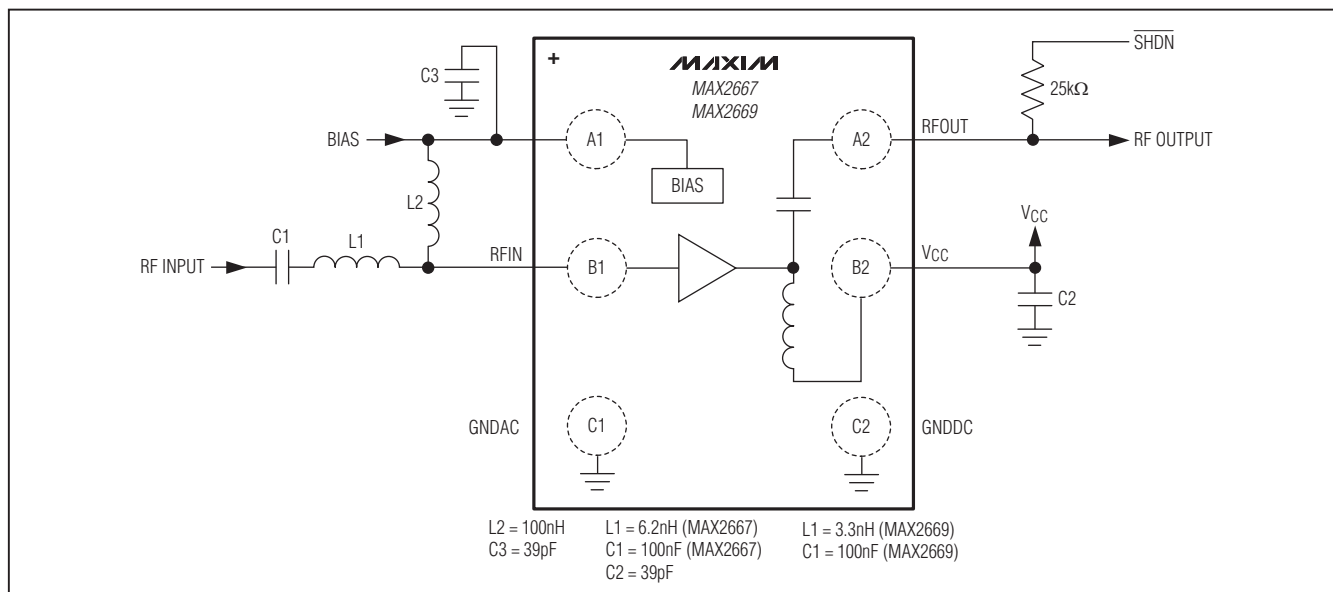 +
MAXIM
MAX2667
MAX2669
SHDN
25kΩ
C3
BIAS
A1
BIAS
A2
RFOUT
RF OUTPUT
L2
C1
L1
RF INPUT
RFIN
B1
B2
VCC
VCC
C2
GNDAC
C1
C2
GNDDC
L2 = 100nH
C3 = 39pF
L1 = 6.2nH (MAX2667)
C1 = 100nF (MAX2667)
C2 = 39pF
L1 = 3.3nH (MAX2669)
C1 = 100nF (MAX2669)